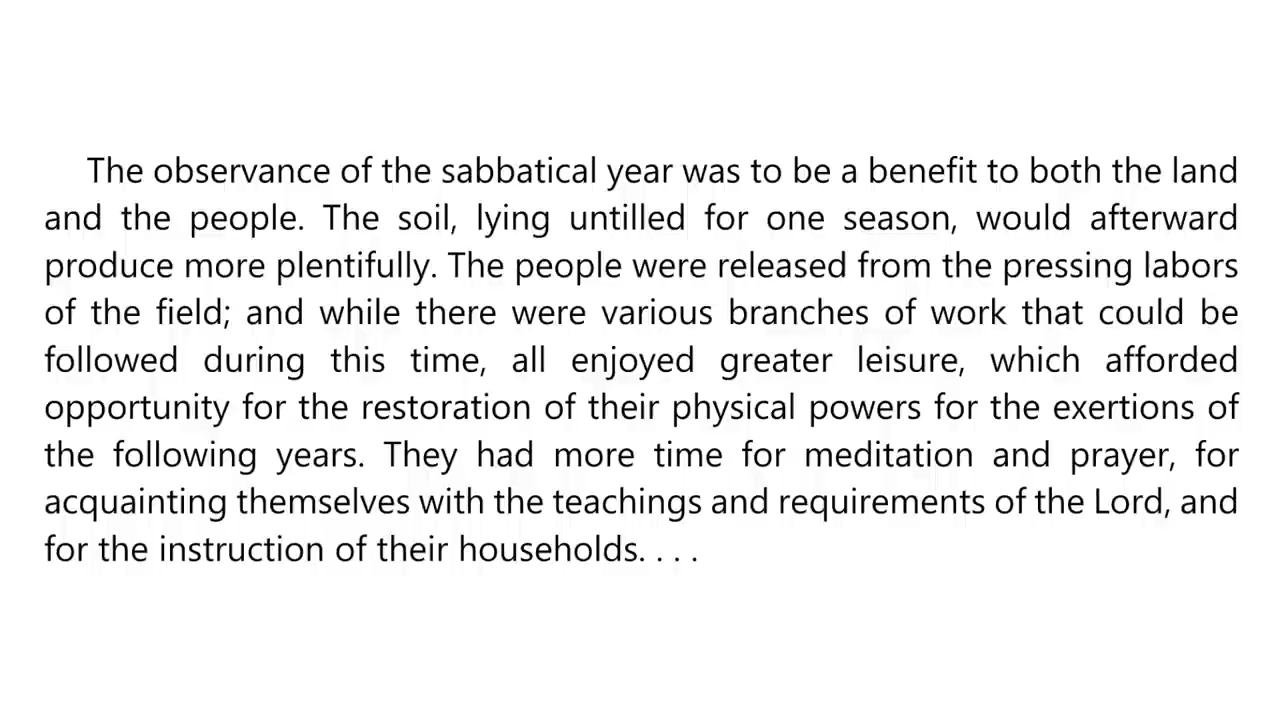 The observance of the sabbatical year was to be a benefit to both the land
and the people. The soil, lying untilled for one season, would afterward
produce more plentifully. The people were released from the pressing labors
of the field; and while there were various branches of work that could be
followed during this time, all enjoyed greater leisure, which afforded
opportunity for the restoration of their physical powers for the exertions of
the following years. They had more time for meditation and prayer, for
acquainting themselves with the teachings and requirements of the Lord, and
for the instruction of their households. . . .